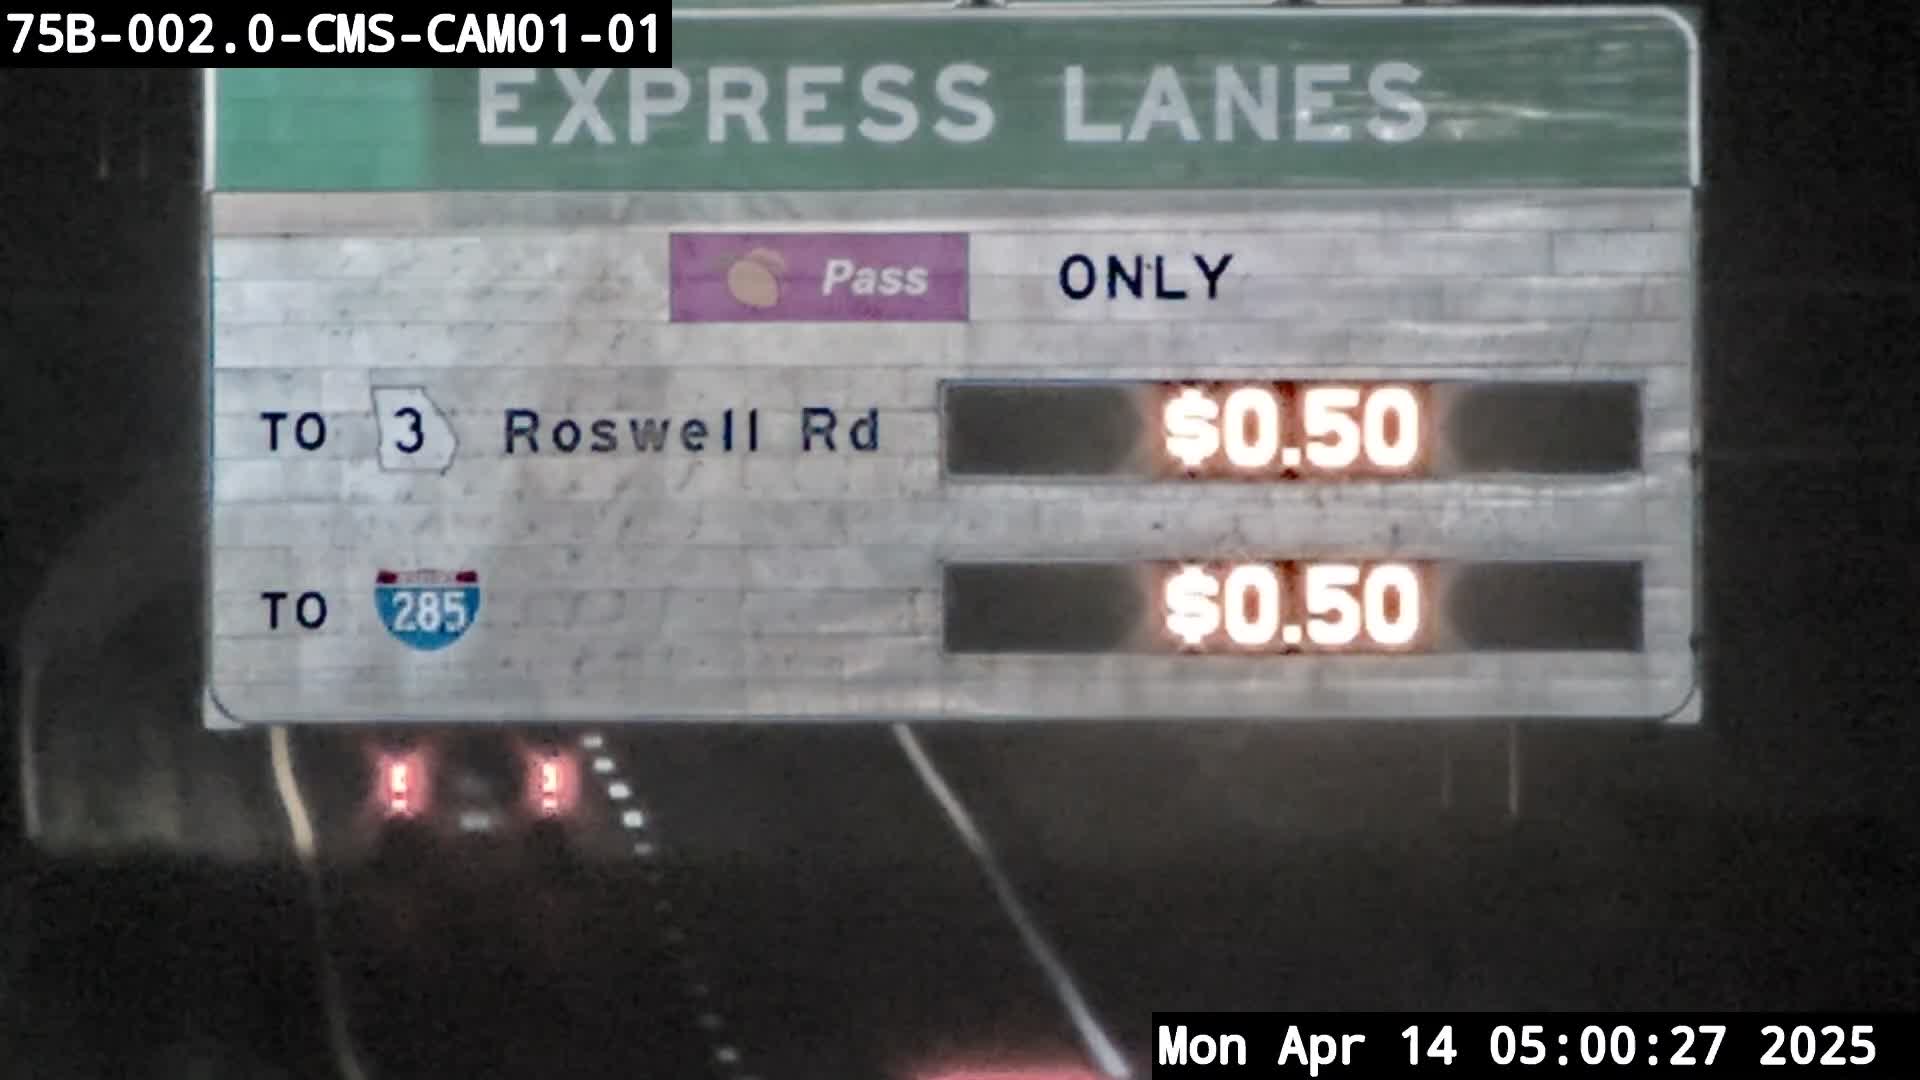 75B-002.0-CMS-CAM01-01
EXPRESS LANES
Pass ONLY
TO 3 Roswell Rd $0.50
TO 285 $0.50
Mon Apr 14 05:00:27 2025